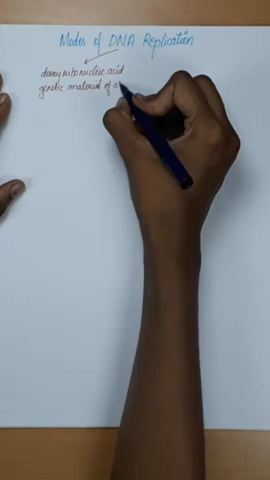 Modes of DNA Replication
deoxyribonucleic acid
genetic material of